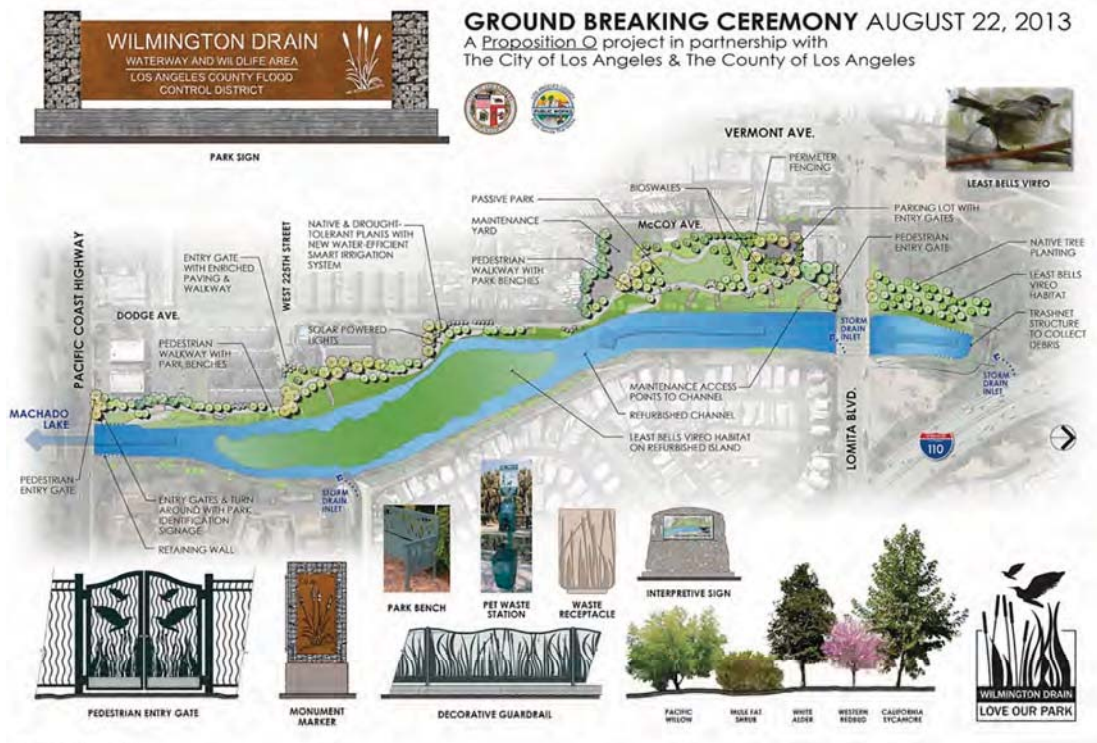 WILMINGTON DRAIN
WATERWAY AND WILDLIFE AREA
LOS ANGELES COUNTY FLOOD
CONTROL DISTRICT
PARK SIGN
GROUND BREAKING CEREMONY AUGUST 22, 2013
A Proposition O project in partnership with
The City of Los Angeles & The County of Los Angeles
PUBLIC WORKS
LEAST BELLS VIREO
VERMONT AVE.
PERIMETER
FENCING
BIOSWALES
PASSIVE PARK
McCOY AVE.
MAINTENANCE
YARD
PARKING LOT WITH
ENTRY GATES
PEDESTRIAN
ENTRY GATE
PEDESTRIAN
WALKWAY WITH
PARK BENCHES
NATIVE TREE
PLANTING
LEAST BELLS
VIREO
HABITAT
TRASHNET
STRUCTURE
TO COLLECT
DEBRIS
NATIVE & DROUGHT-
TOLERANT PLANTS WITH
NEW WATER-EFFICIENT
SMART IRRIGATION
SYSTEM
WEST 225TH STREET
ENTRY GATE
WITH ENRICHED
PAVING &
WALKWAY
PACIFIC COAST HIGHWAY
DODGE AVE.
SOLAR POWERED
LIGHTS
PEDESTRIAN
WALKWAY WITH
PARK BENCHES
STORM
DRAIN
INLET
STORM
DRAIN
INLET
MACHADO
LAKE
MAINTENANCE ACCESS
POINTS TO CHANNEL
REFURBISHED CHANNEL
LEAST BELLS VIREO HABITAT
ON REFURBISHED ISLAND
LOMITA BLVD.
110
PEDESTRIAN
ENTRY GATE
ENTRY GATES & TURN
AROUND WITH PARK
IDENTIFICATION
SIGNAGE
RETAINING WALL
STORM
DRAIN
INLET
PARK BENCH
PET WASTE
STATION
WASTE
RECEPTACLE
INTERPRETIVE SIGN
PEDESTRIAN ENTRY GATE
MONUMENT
MARKER
DECORATIVE GUARDRAIL
PACIFIC
WILLOW
MULE FAT
SHRUB
WHITE
ALDER
WESTERN
REDBUD
CALIFORNIA
SYCAMORE
WILMINGTON DRAIN
LOVE OUR PARK